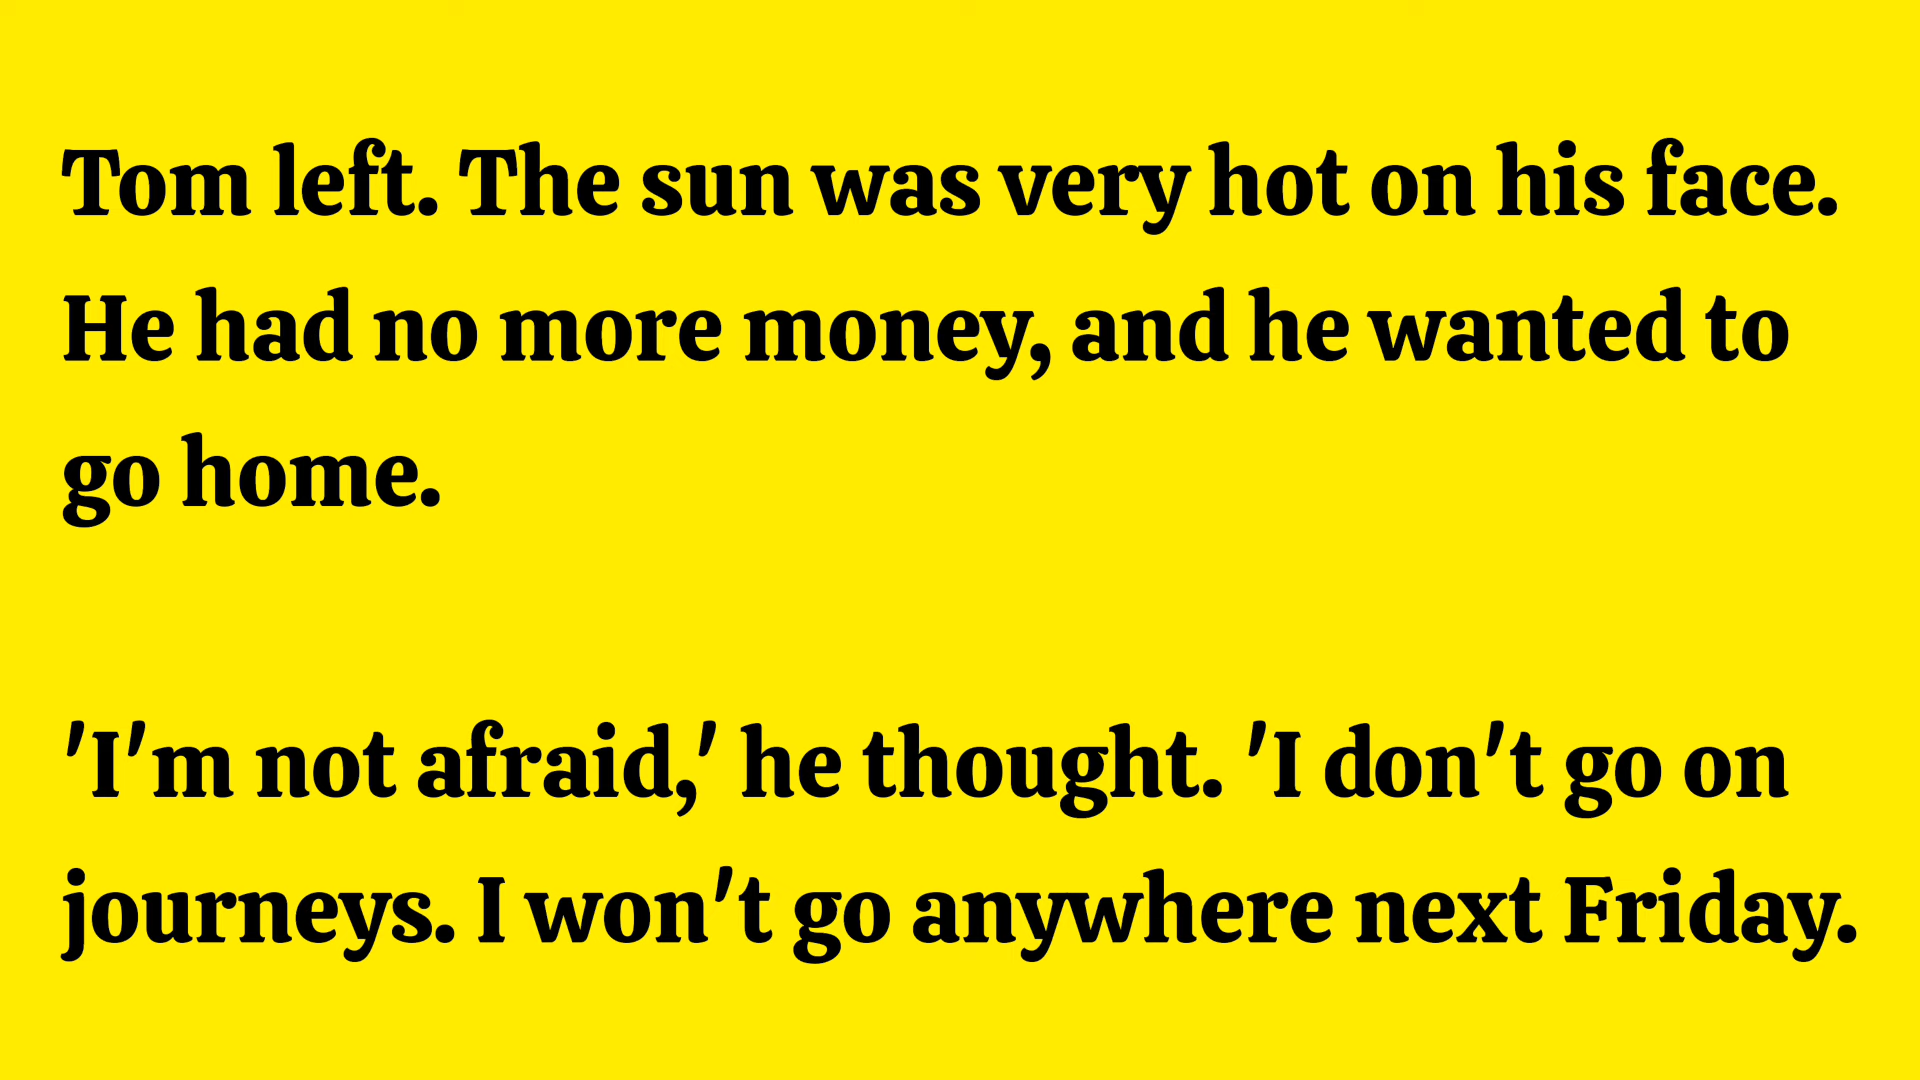 Tom left. The sun was very hot on his face.
He had no more money, and he wanted to
go home.
'I'm not afraid,' he thought. 'I don't go on
journeys. I won't go anywhere next Friday.